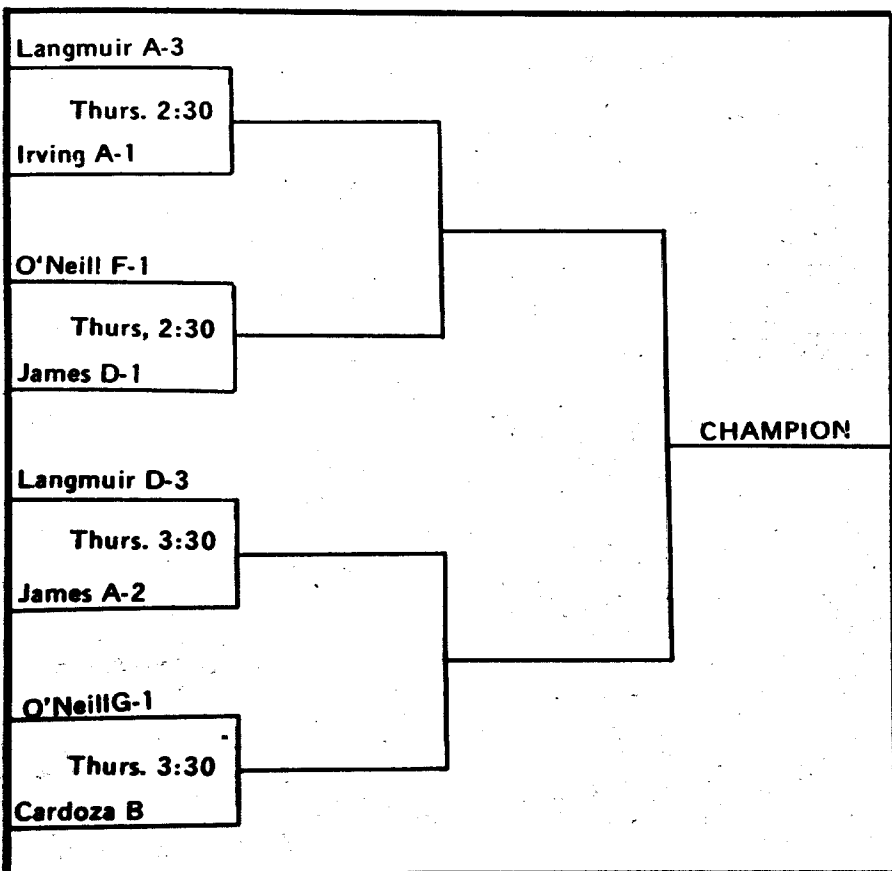 Langmuir A-3
Thurs. 2:30
Irving A-1
O'Neill F-1
Thurs, 2:30
James D-1
CHAMPION
Langmuir D-3
Thurs. 3:30
James A-2
O'Neill G-1
Thurs. 3:30
Cardoza B